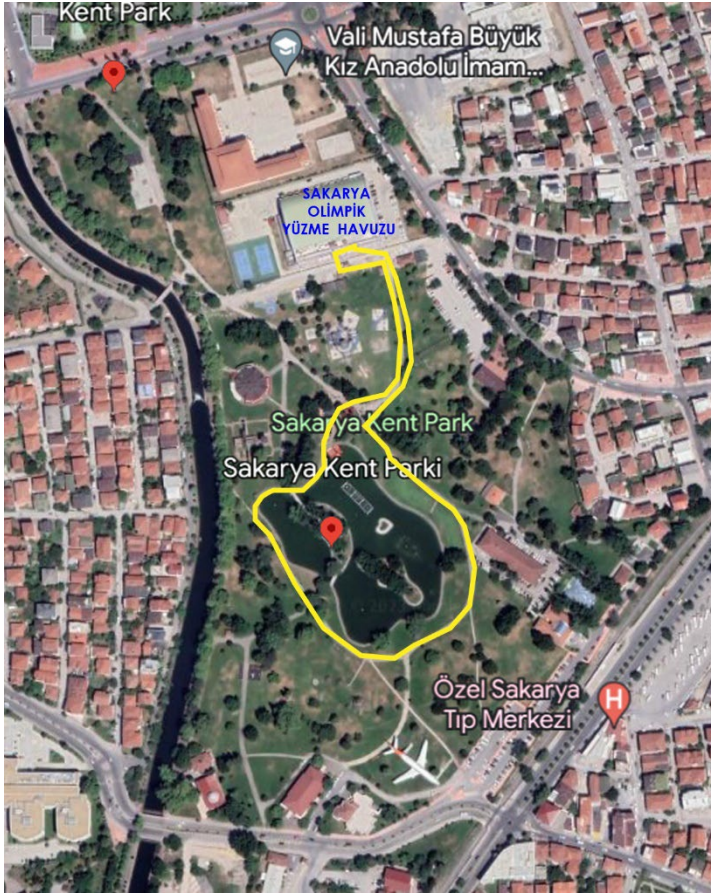 Kent Park
Vali Mustafa Büyük
Kız Anadolu İmam...
SAKARYA
OLİMPİK
YÜZME HAVUZU
Sakarya Kent Park
Sakarya Kent Parkı
Özel Sakarya
Tıp Merkezi
H